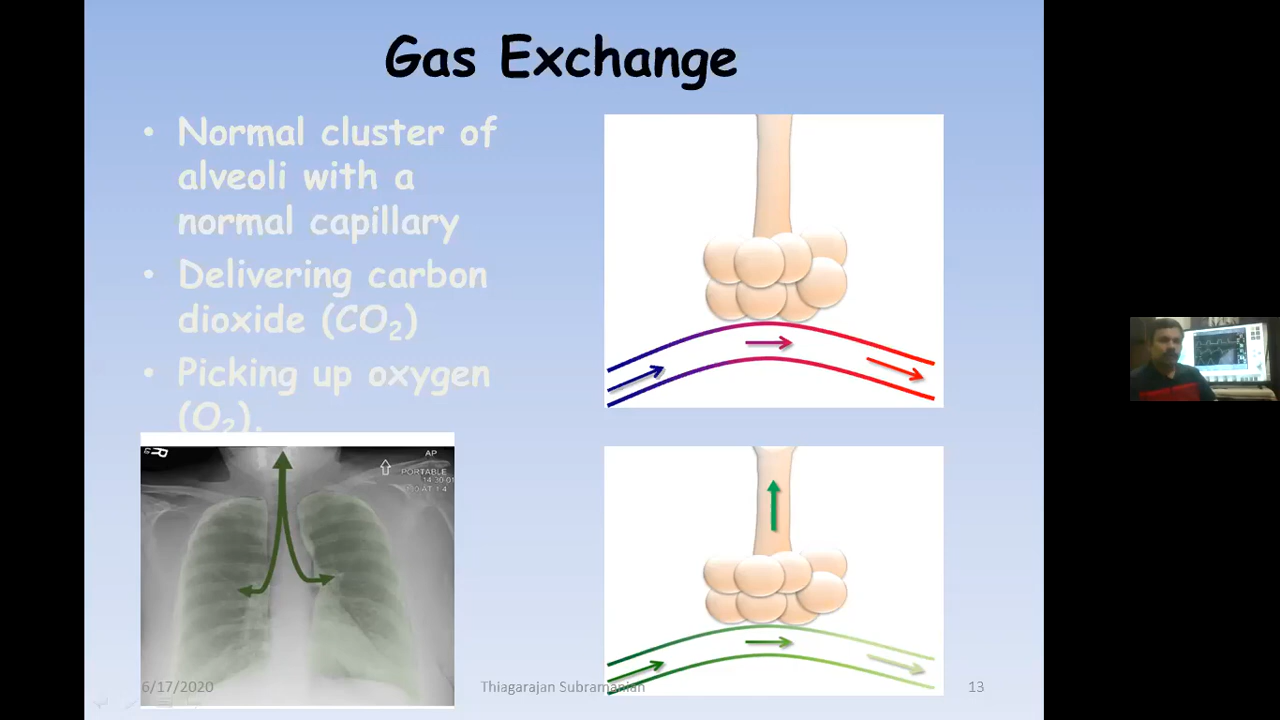 Gas Exchange
• Normal cluster of
alveoli with a
normal capillary
• Delivering carbon
dioxide (CO₂)
• Picking up oxygen
(O₂).
R
AP
PORTABLE
6/17/2020
Thiagarajan Subramanian
13